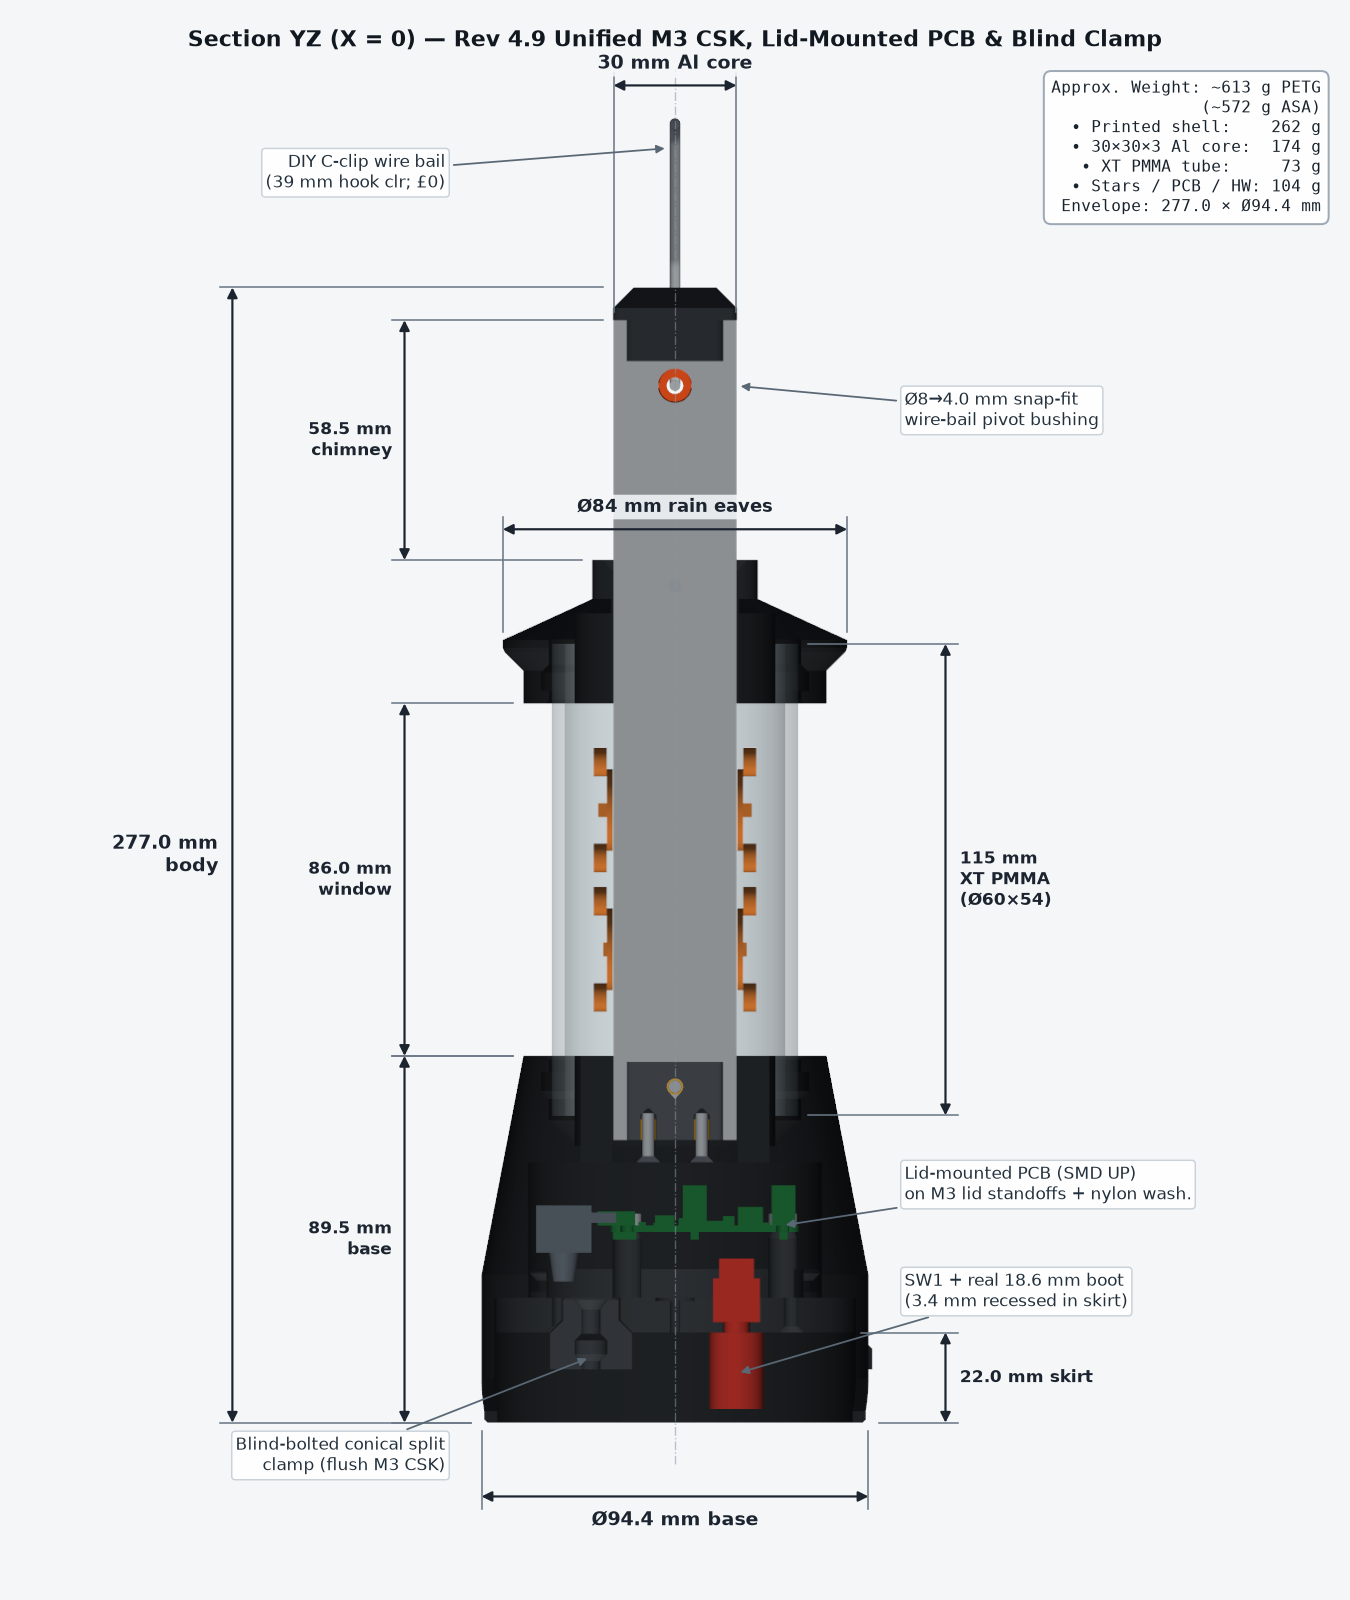 Section YZ (X = 0) — Rev 4.9 Unified M3 CSK, Lid-Mounted PCB & Blind Clamp
30 mm Al core
Approx. Weight: ~613 g PETG
(~572 g ASA)
• Printed shell: 262 g
• 30×30×3 Al core: 174 g
• XT PMMA tube: 73 g
• Stars / PCB / HW: 104 g
Envelope: 277.0 × Ø94.4 mm
DIY C-clip wire bail
(39 mm hook clr; £0)
Ø8→4.0 mm snap-fit
wire-bail pivot bushing
58.5 mm
chimney
Ø84 mm rain eaves
277.0 mm
body
86.0 mm
window
115 mm
XT PMMA
(Ø60×54)
Lid-mounted PCB (SMD UP)
on M3 lid standoffs + nylon wash.
89.5 mm
base
SW1 + real 18.6 mm boot
(3.4 mm recessed in skirt)
22.0 mm skirt
Blind-bolted conical split
clamp (flush M3 CSK)
Ø94.4 mm base